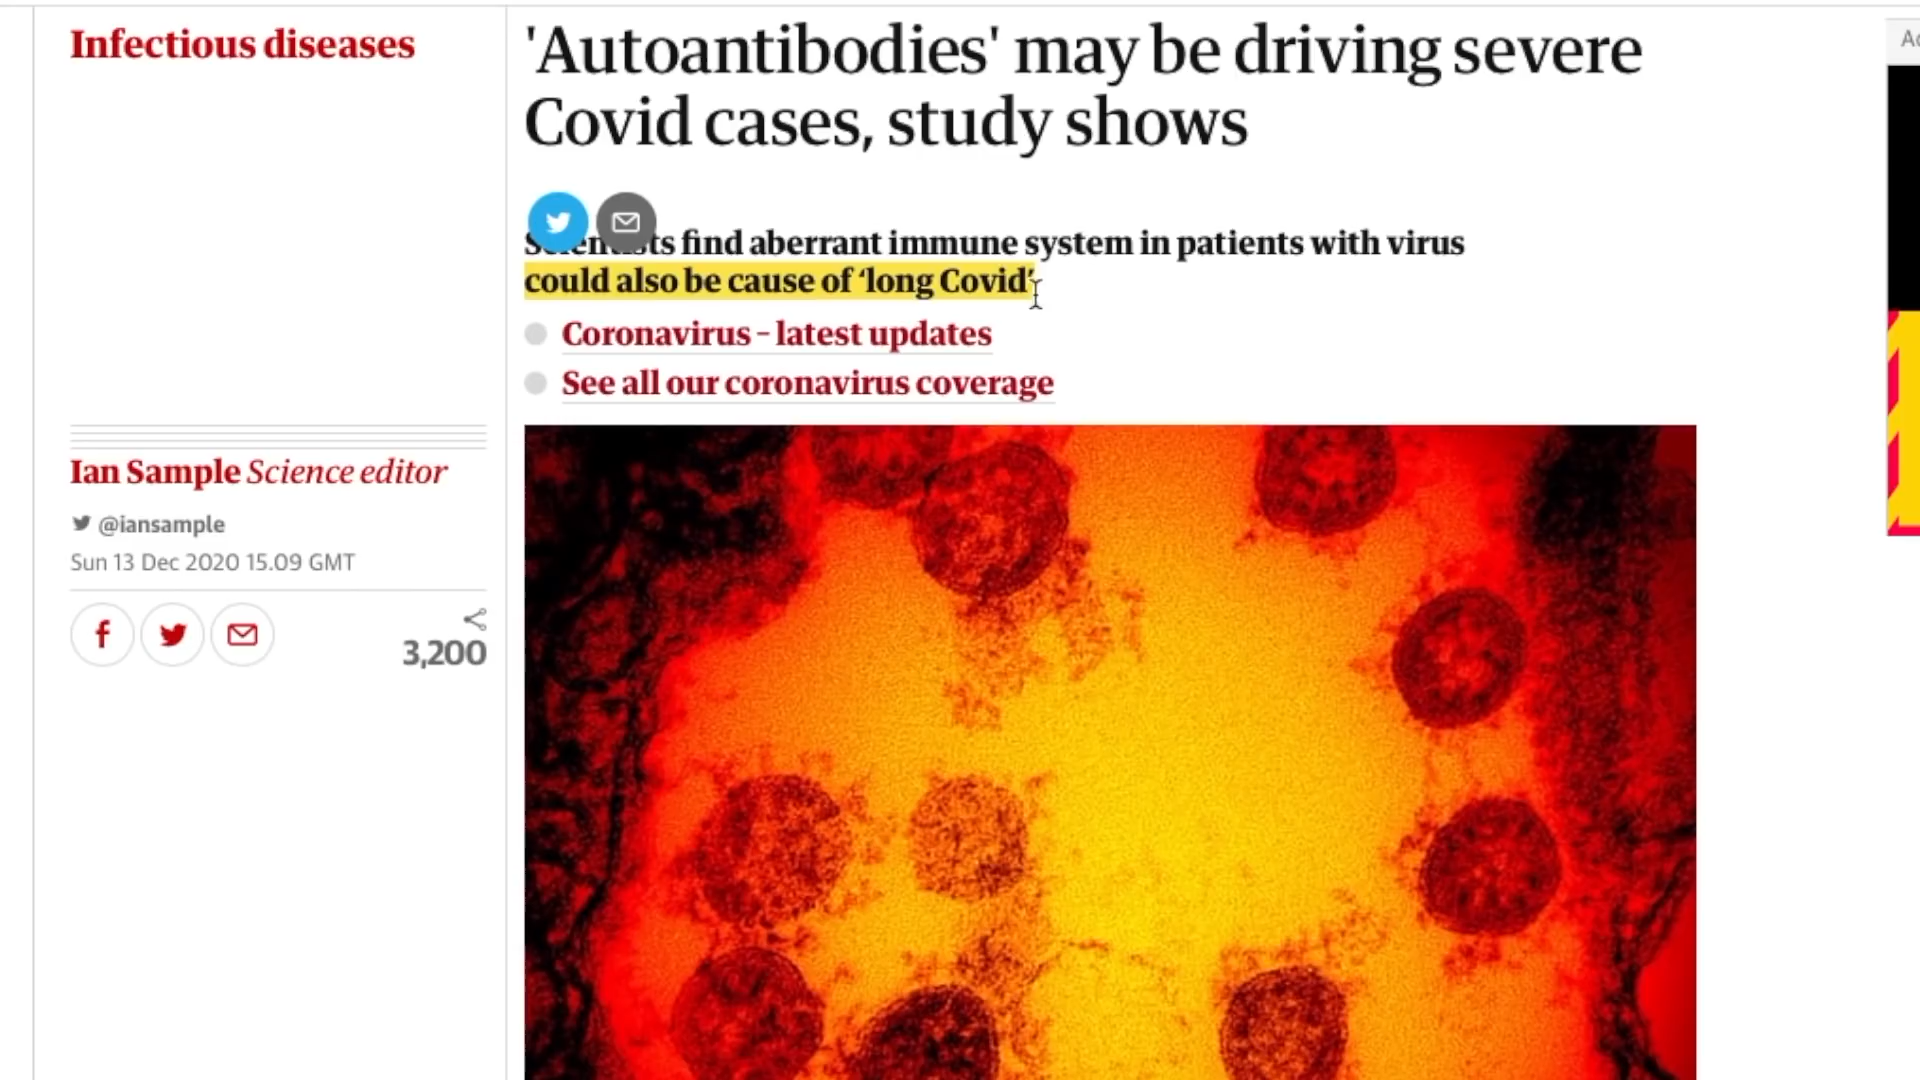 Infectious diseases
'Autoantibodies' may be driving severe
Covid cases, study shows
find aberrant immune system in patients with virus
could also be cause of ‘long Covid’
Coronavirus – latest updates
See all our coronavirus coverage
Ian Sample Science editor
@iansample
Sun 13 Dec 2020 15.09 GMT
3,200